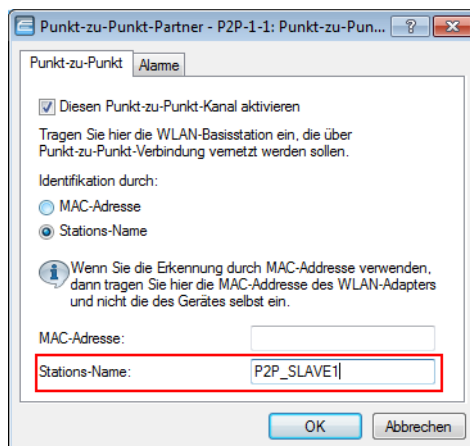 Punkt-zu-Punkt-Partner - P2P-1-1: Punkt-zu-Pun...
Punkt-zu-Punkt
Alarme
Diesen Punkt-zu-Punkt-Kanal aktivieren
Tragen Sie hier die WLAN-Basisstation ein, die über
Punkt-zu-Punkt-Verbindung vernetzt werden sollen.
Identifikation durch:
MAC-Adresse
Stations-Name
Wenn Sie die Erkennung durch MAC-Addresse verwenden,
dann tragen Sie hier die MAC-Addresse des WLAN-Adapters
und nicht die des Gerätes selbst ein.
MAC-Adresse:
Stations-Name: P2P_SLAVE1
OK
Abbrechen